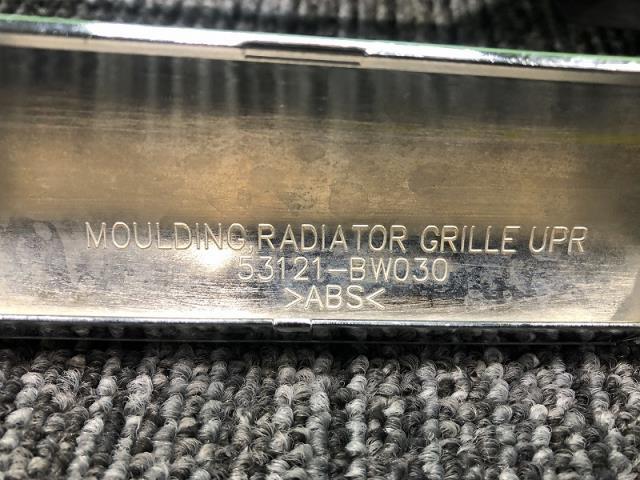 MOULDING,RADIATOR GRILLE UPR
53121-BW030
>ABS<